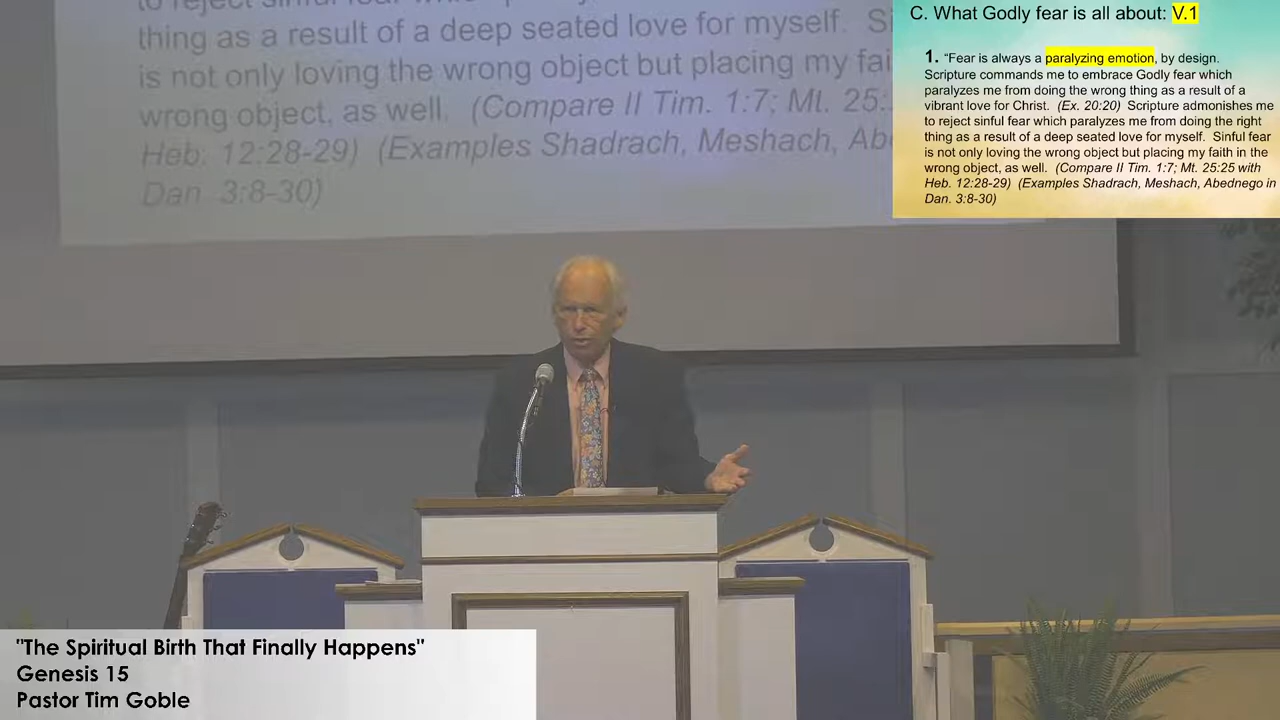 to reject sinful fear which
thing as a result of a deep seated love for myself. Si
is not only loving the wrong object but placing my fai
wrong object, as well. (Compare II Tim. 1:7; Mt. 25:
Heb. 12:28-29) (Examples Shadrach, Meshach, Ab
Dan. 3:8-30)
C. What Godly fear is all about: V.1
1. “Fear is always a paralyzing emotion, by design.
Scripture commands me to embrace Godly fear which
paralyzes me from doing the wrong thing as a result of a
vibrant love for Christ. (Ex. 20:20) Scripture admonishes me
to reject sinful fear which paralyzes me from doing the right
thing as a result of a deep seated love for myself. Sinful fear
is not only loving the wrong object but placing my faith in the
wrong object, as well. (Compare II Tim. 1:7; Mt. 25:25 with
Heb. 12:28-29) (Examples Shadrach, Meshach, Abednego in
Dan. 3:8-30)
"The Spiritual Birth That Finally Happens"
Genesis 15
Pastor Tim Goble